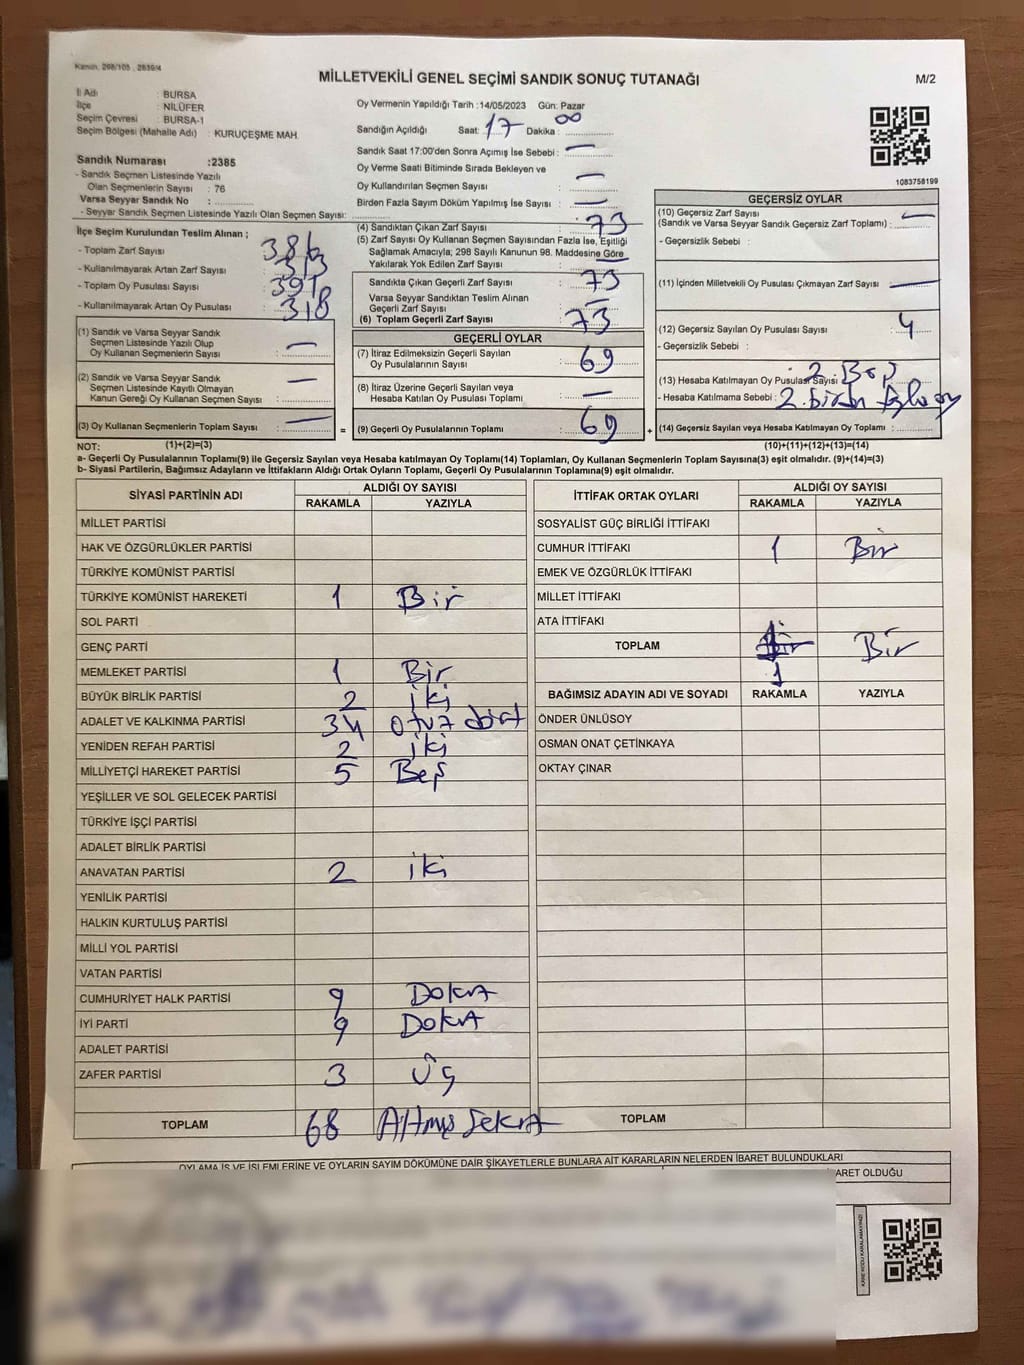 Kanun, 298/105 , 2839/4
MİLLETVEKİLİ GENEL SEÇİMİ SANDIK SONUÇ TUTANAĞI
M/2
İl Adı : BURSA
İlçe : NİLÜFER
Seçim Çevresi : BURSA-1
Seçim Bölgesi (Mahalle Adı) : KURUÇEŞME MAH.
Sandık Numarası :2385
- Sandık Seçmen Listesinde Yazılı
Olan Seçmenlerin Sayısı : 76
Varsa Seyyar Sandık No :
- Seyyar Sandık Seçmen Listesinde Yazılı Olan Seçmen Sayısı:
Oy Vermenin Yapıldığı Tarih :14/05/2023 Gün: Pazar
Sandığın Açıldığı Saat: 17 Dakika : 00
Sandık Saat 17:00'den Sonra Açımış İse Sebebi : —
Oy Verme Saati Bitiminde Sırada Bekleyen ve
Oy Kullandırılan Seçmen Sayısı : —
Birden Fazla Sayım Döküm Yapılmış İse Sayısı : —
1083758199
İlçe Seçim Kurulundan Teslim Alınan ;
- Toplam Zarf Sayısı : 386
- Kullanılmayarak Artan Zarf Sayısı : 313
- Toplam Oy Pusulası Sayısı : 391
- Kullanılmayarak Artan Oy Pusulası : 318
(4) Sandıktan Çıkan Zarf Sayısı : 73
(5) Zarf Sayısı Oy Kullanan Seçmen Sayısından Fazla İse, Eşitliği
Sağlamak Amacıyla; 298 Sayılı Kanunun 98. Maddesine Göre
Yakılarak Yok Edilen Zarf Sayısı : —
Sandıkta Çıkan Geçerli Zarf Sayısı : 73
Varsa Seyyar Sandıktan Teslim Alınan
Geçerli Zarf Sayısı : —
(6) Toplam Geçerli Zarf Sayısı : 73
GEÇERSİZ OYLAR
(10) Geçersiz Zarf Sayısı
(Sandık ve Varsa Seyyar Sandık Geçersiz Zarf Toplamı) : —
- Geçersizlik Sebebi :
(11) İçinden Milletvekili Oy Pusulası Çıkmayan Zarf Sayısı : —
(12) Geçersiz Sayılan Oy Pusulası Sayısı : 4
- Geçersizlik Sebebi :
(13) Hesaba Katılmayan Oy Pusulası Sayısı : 2 Boş
- Hesaba Katılmama Sebebi : 2 birden fazla oy
(14) Geçersiz Sayılan veya Hesaba Katılmayan Oy Toplamı :
(1) Sandık ve Varsa Seyyar Sandık
Seçmen Listesinde Yazılı Olup
Oy Kullanan Seçmenlerin Sayısı : —
(2) Sandık ve Varsa Seyyar Sandık
Seçmen Listesinde Kayıtlı Olmayan
Kanun Gereği Oy Kullanan Seçmen Sayısı : —
(3) Oy Kullanan Seçmenlerin Toplam Sayısı : —
GEÇERLİ OYLAR
(7) İtiraz Edilmeksizin Geçerli Sayılan
Oy Pusulasının Sayısı : 69
(8) İtiraz Üzerine Geçerli Sayılan veya
Hesaba Katılan Oy Pusulası Toplamı : —
= (9) Geçerli Oy Pusulalarının Toplamı : 69 +
NOT: (1)+(2)=(3) (10)+(11)+(12)+(13)=(14)
a- Geçerli Oy Pusulalarının Toplamı(9) ile Geçersiz Sayılan veya Hesaba katılmayan Oy Toplamı(14) Toplamları, Oy Kullanan Seçmenlerin Toplam Sayısına(3) eşit olmalıdır. (9)+(14)=(3)
b- Siyasi Partilerin, Bağımsız Adayların ve İttifakların Aldığı Ortak Oyların Toplamı, Geçerli Oy Pusulalarının Toplamına(9) eşit olmalıdır.
SİYASİ PARTİNİN ADI ALDIĞI OY SAYISI
RAKAMLA YAZIYLA
MİLLET PARTİSİ
HAK VE ÖZGÜRLÜKLER PARTİSİ
TÜRKİYE KOMÜNİST PARTİSİ
TÜRKİYE KOMÜNİST HAREKETİ 1 Bir
SOL PARTİ
GENÇ PARTİ
MEMLEKET PARTİSİ 1 Bir
BÜYÜK BİRLİK PARTİSİ 2 iki
ADALET VE KALKINMA PARTİSİ 34 otuz dört
YENİDEN REFAH PARTİSİ 2 iki
MİLLİYETÇİ HAREKET PARTİSİ 5 Beş
YEŞİLLER VE SOL GELECEK PARTİSİ
TÜRKİYE İŞÇİ PARTİSİ
ADALET BİRLİK PARTİSİ
ANAVATAN PARTİSİ 2 iki
YENİLİK PARTİSİ
HALKIN KURTULUŞ PARTİSİ
MİLLİ YOL PARTİSİ
VATAN PARTİSİ
CUMHURİYET HALK PARTİSİ 9 Dokuz
İYİ PARTİ 9 Dokuz
ADALET PARTİSİ
ZAFER PARTİSİ 3 Üç
TOPLAM 68 Altmış Sekiz
İTTİFAK ORTAK OYLARI ALDIĞI OY SAYISI
RAKAMLA YAZIYLA
SOSYALİST GÜÇ BİRLİĞİ İTTİFAKI
CUMHUR İTTİFAKI 1 Bir
EMEK VE ÖZGÜRLÜK İTTİFAKI
MİLLET İTTİFAKI
ATA İTTİFAKI
TOPLAM 1 Bir
BAĞIMSIZ ADAYIN ADI VE SOYADI RAKAMLA YAZIYLA
ÖNDER ÜNLÜSOY
OSMAN ONAT ÇETİNKAYA
OKTAY ÇINAR
TOPLAM
OYLAMA İŞ VE İŞLEMLERİNE VE OYLARIN SAYIM DÖKÜMÜNE DAİR ŞİKAYETLERLE BUNLARA AİT KARARLARIN NELERDEN İBARET BULUNDUKLARI
BARET OLDUĞU
KARE KODU KARALAMAYINIZ!